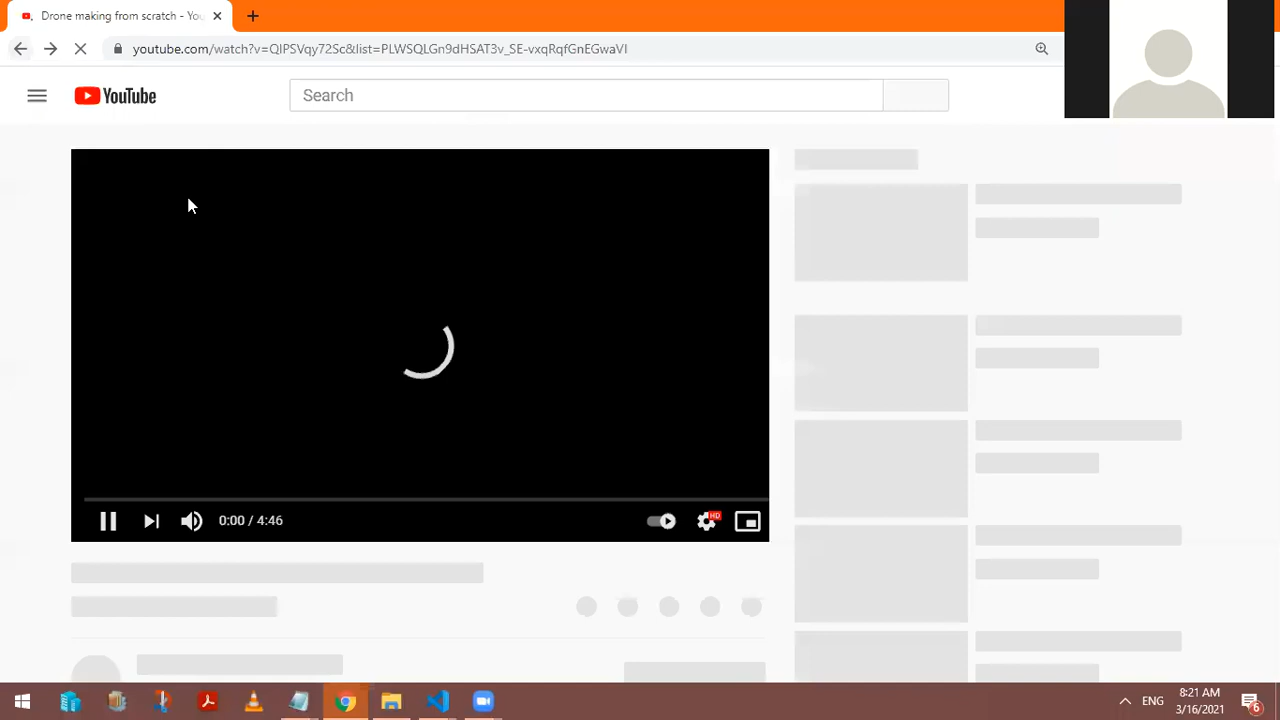 Drone making from scratch - You
youtube.com/watch?v=QIPSVqy72Sc&list=PLWSQLGn9dHSAT3v_SE-vxqRqfGnEGwaVI
YouTube
Search
0:00 / 4:46
HD
ENG
8:21 AM
3/16/2021
6